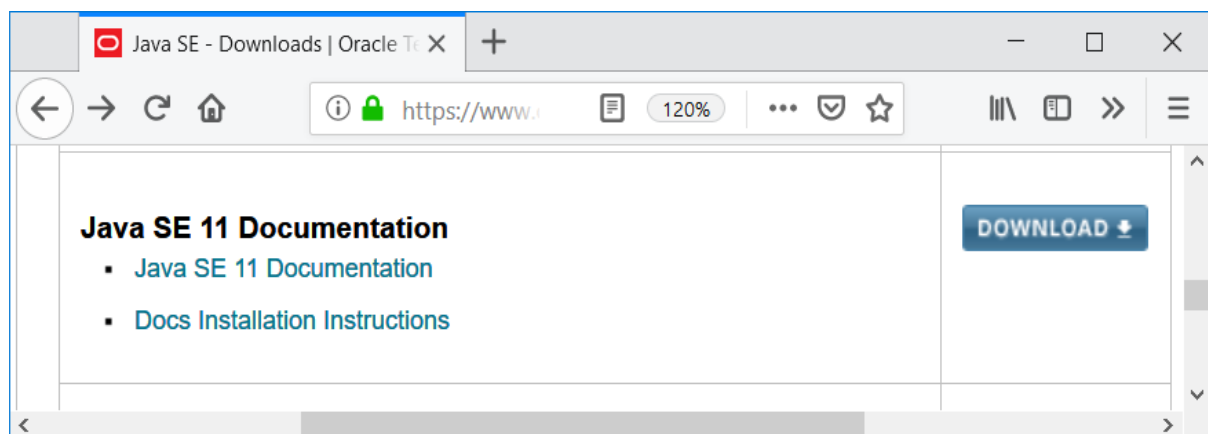 Java SE - Downloads | Oracle
https://www.
120%
Java SE 11 Documentation
DOWNLOAD
Java SE 11 Documentation
Docs Installation Instructions